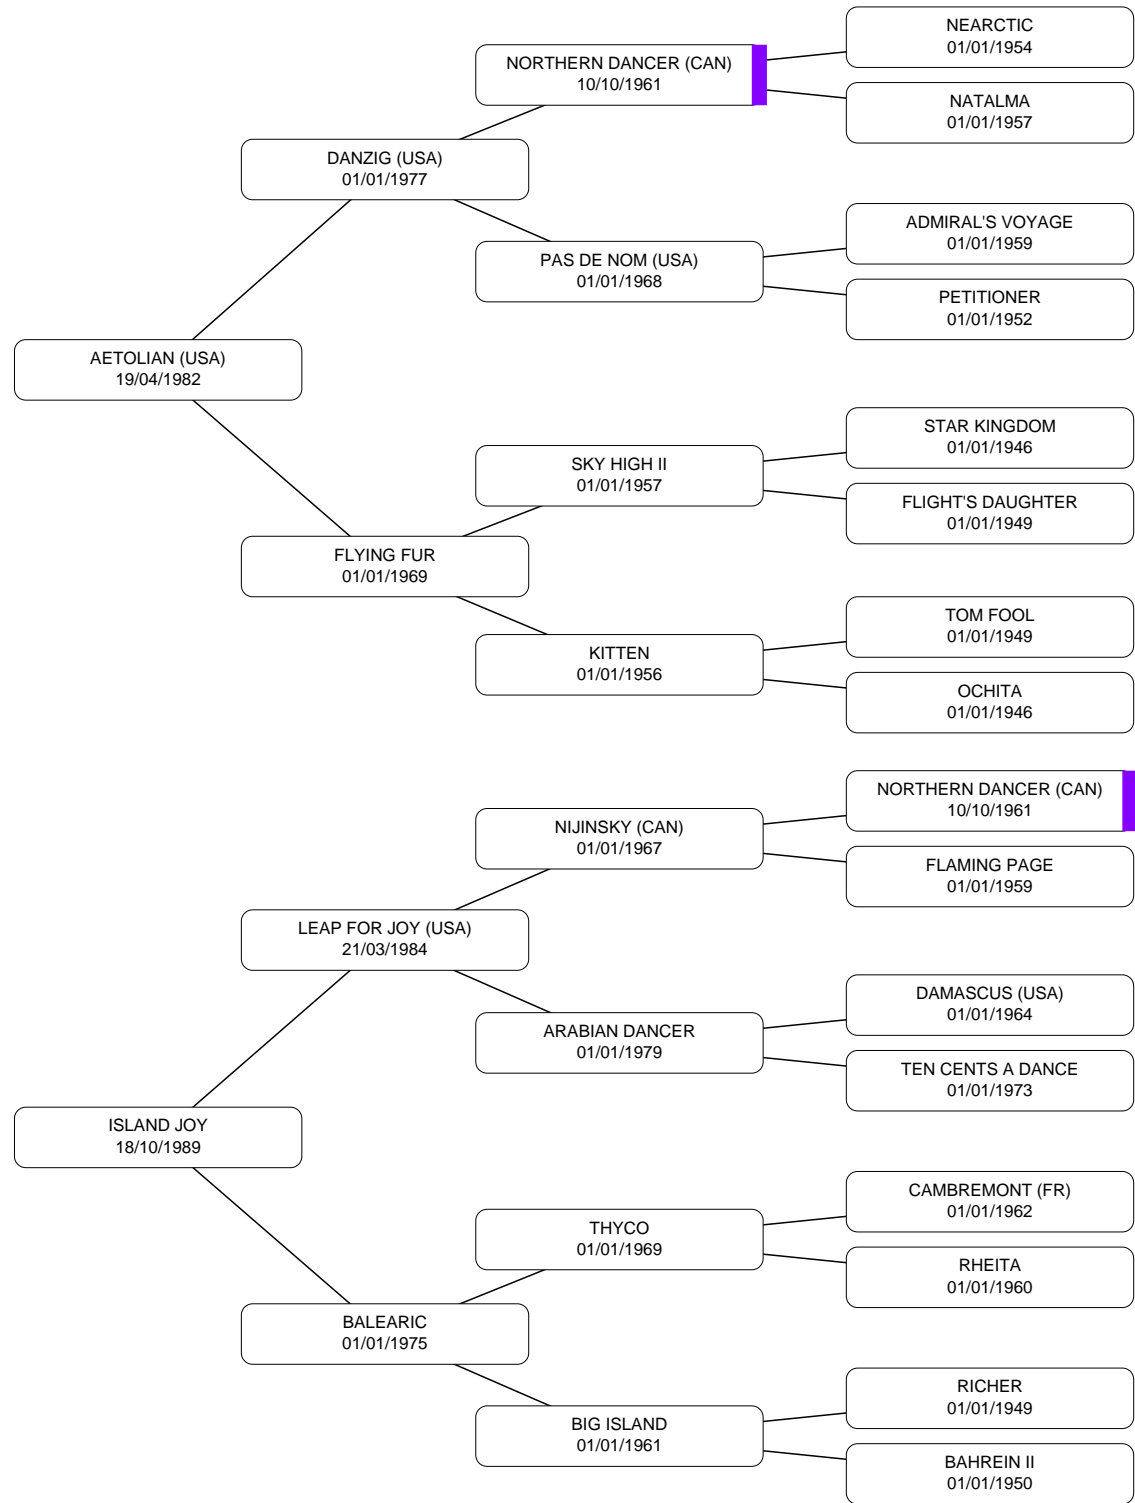 NEARCTIC
01/01/1954
NORTHERN DANCER (CAN)
10/10/1961
NATALMA
01/01/1957
DANZIG (USA)
01/01/1977
ADMIRAL'S VOYAGE
01/01/1959
PAS DE NOM (USA)
01/01/1968
PETITIONER
01/01/1952
AETOLIAN (USA)
19/04/1982
STAR KINGDOM
01/01/1946
SKY HIGH II
01/01/1957
FLIGHT'S DAUGHTER
01/01/1949
FLYING FUR
01/01/1969
TOM FOOL
01/01/1949
KITTEN
01/01/1956
OCHITA
01/01/1946
NORTHERN DANCER (CAN)
10/10/1961
NIJINSKY (CAN)
01/01/1967
FLAMING PAGE
01/01/1959
LEAP FOR JOY (USA)
21/03/1984
DAMASCUS (USA)
01/01/1964
ARABIAN DANCER
01/01/1979
TEN CENTS A DANCE
01/01/1973
ISLAND JOY
18/10/1989
CAMBREMONT (FR)
01/01/1962
THYCO
01/01/1969
RHEITA
01/01/1960
BALEARIC
01/01/1975
RICHER
01/01/1949
BIG ISLAND
01/01/1961
BAHREIN II
01/01/1950